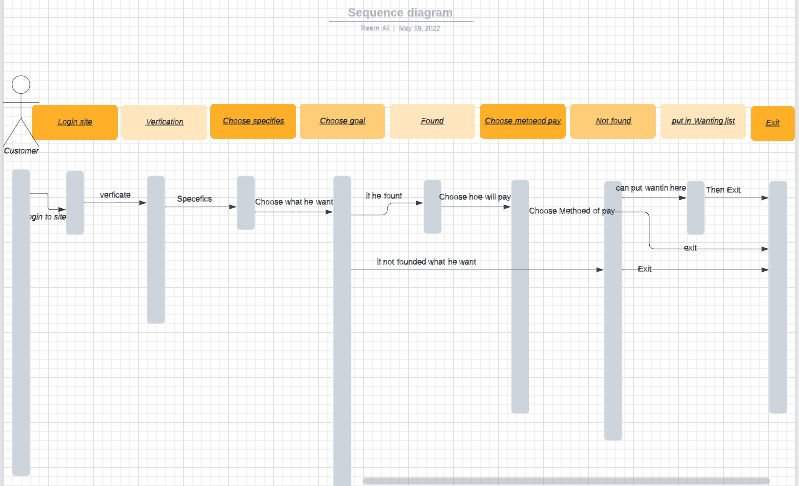 Sequence diagram
Reem Ali | May 19, 2022
Customer
Login site
Verfication
Choose specifies
Choose goal
Found
Choose metoeod pay
Not found
put in Wanting list
Exit
ogin to site
verficate
Specefics
Choose what he want
if he founf
Choose hoe will pay
can put wantin here
Then Exit
Choose Methoed of pay
exit
if not founded what he want
Exit